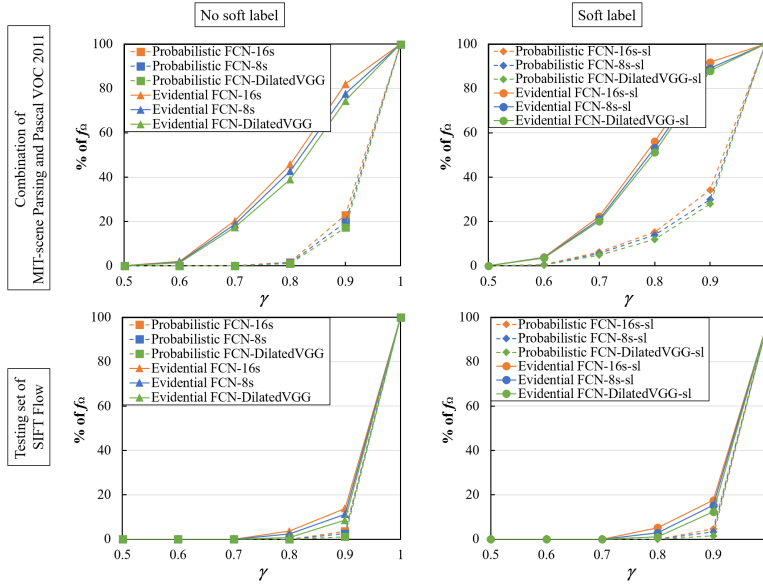 No soft label
Soft label
Combination of
MIT-scene Parsing and Pascal VOC 2011
% of fΩ
100
80
60
40
20
0
Probabilistic FCN-16s
Probabilistic FCN-8s
Probabilistic FCN-DilatedVGG
Evidential FCN-16s
Evidential FCN-8s
Evidential FCN-DilatedVGG
0.5 0.6 0.7 0.8 0.9 1
γ
% of fΩ
100
80
60
40
20
0
Probabilistic FCN-16s-sl
Probabilistic FCN-8s-sl
Probabilistic FCN-DilatedVGG-sl
Evidential FCN-16s-sl
Evidential FCN-8s-sl
Evidential FCN-DilatedVGG-sl
0.5 0.6 0.7 0.8 0.9
γ
Testing set of
SIFT Flow
% of fΩ
100
80
60
40
20
0
Probabilistic FCN-16s
Probabilistic FCN-8s
Probabilistic FCN-DilatedVGG
Evidential FCN-16s
Evidential FCN-8s
Evidential FCN-DilatedVGG
0.5 0.6 0.7 0.8 0.9 1
γ
% of fΩ
100
80
60
40
20
0
Probabilistic FCN-16s-sl
Probabilistic FCN-8s-sl
Probabilistic FCN-DilatedVGG-sl
Evidential FCN-16s-sl
Evidential FCN-8s-sl
Evidential FCN-DilatedVGG-sl
0.5 0.6 0.7 0.8 0.9
γ